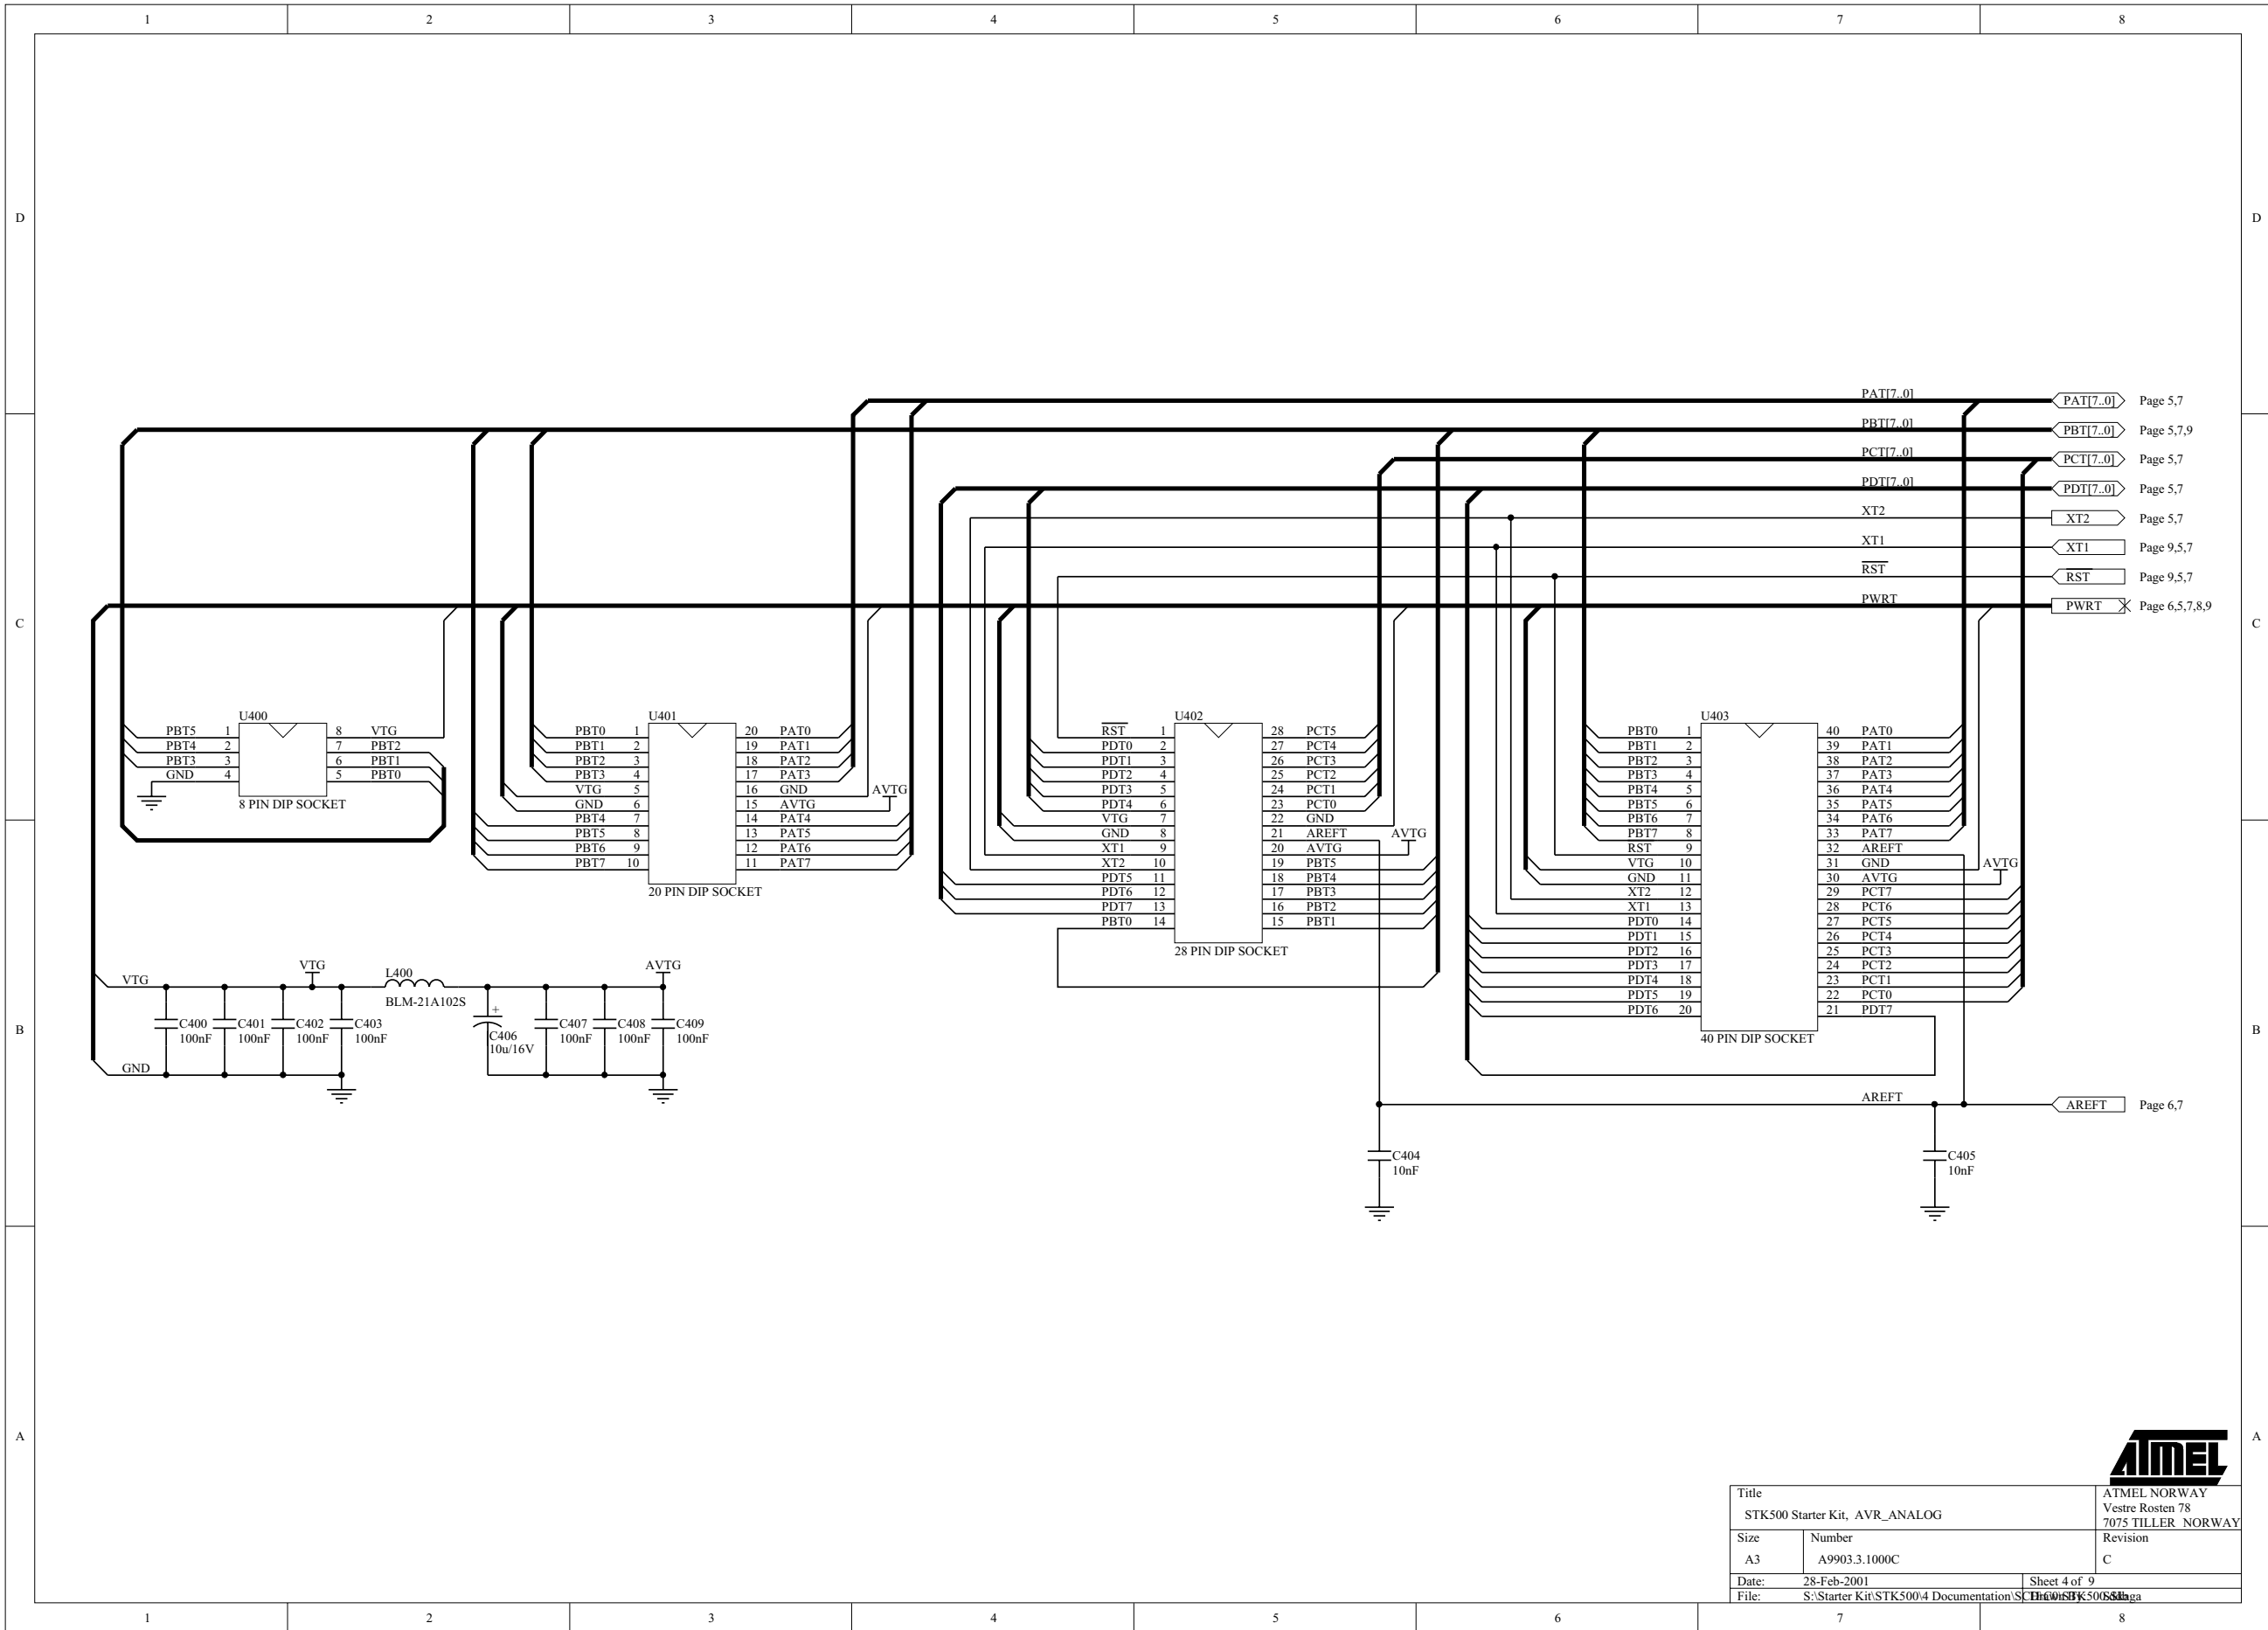 1 2 3 4 5 6 7 8
D D
C C
B B
A A
PAT[7..0] PAT[7..0] Page 5,7
PBT[7..0] PBT[7..0] Page 5,7,9
PCT[7..0] PCT[7..0] Page 5,7
PDT[7..0] PDT[7..0] Page 5,7
XT2 XT2 Page 5,7
XT1 XT1 Page 9,5,7
RST RST Page 9,5,7
PWRT PWRT Page 6,5,7,8,9
U400
PBT5 1 8 VTG
PBT4 2 7 PBT2
PBT3 3 6 PBT1
GND 4 5 PBT0
8 PIN DIP SOCKET
U401
PBT0 1 20 PAT0
PBT1 2 19 PAT1
PBT2 3 18 PAT2
PBT3 4 17 PAT3
VTG 5 16 GND
GND 6 15 AVTG AVTG
PBT4 7 14 PAT4
PBT5 8 13 PAT5
PBT6 9 12 PAT6
PBT7 10 11 PAT7
20 PIN DIP SOCKET
U402
RST 1 28 PCT5
PDT0 2 27 PCT4
PDT1 3 26 PCT3
PDT2 4 25 PCT2
PDT3 5 24 PCT1
PDT4 6 23 PCT0
VTG 7 22 GND
GND 8 21 AREFT AVTG
XT1 9 20 AVTG
XT2 10 19 PBT5
PDT5 11 18 PBT4
PDT6 12 17 PBT3
PDT7 13 16 PBT2
PBT0 14 15 PBT1
28 PIN DIP SOCKET
U403
PBT0 1 40 PAT0
PBT1 2 39 PAT1
PBT2 3 38 PAT2
PBT3 4 37 PAT3
PBT4 5 36 PAT4
PBT5 6 35 PAT5
PBT6 7 34 PAT6
PBT7 8 33 PAT7
RST 9 32 AREFT
VTG 10 31 GND AVTG
GND 11 30 AVTG
XT2 12 29 PCT7
XT1 13 28 PCT6
PDT0 14 27 PCT5
PDT1 15 26 PCT4
PDT2 16 25 PCT3
PDT3 17 24 PCT2
PDT4 18 23 PCT1
PDT5 19 22 PCT0
PDT6 20 21 PDT7
40 PIN DIP SOCKET
VTG VTG L400 AVTG
BLM-21A102S
C400 C401 C402 C403 C406 C407 C408 C409
100nF 100nF 100nF 100nF 10u/16V 100nF 100nF 100nF
+
GND
AREFT AREFT Page 6,7
C404
10nF
C405
10nF
ATMEL
Title
STK500 Starter Kit, AVR_ANALOG
ATMEL NORWAY
Vestre Rosten 78
7075 TILLER NORWAY
Size Number Revision
A3 A9903.3.1000C C
Date: 28-Feb-2001 Sheet 4 of 9
File: S:\Starter Kit\STK500\4 Documentation\
1 2 3 4 5 6 7 8